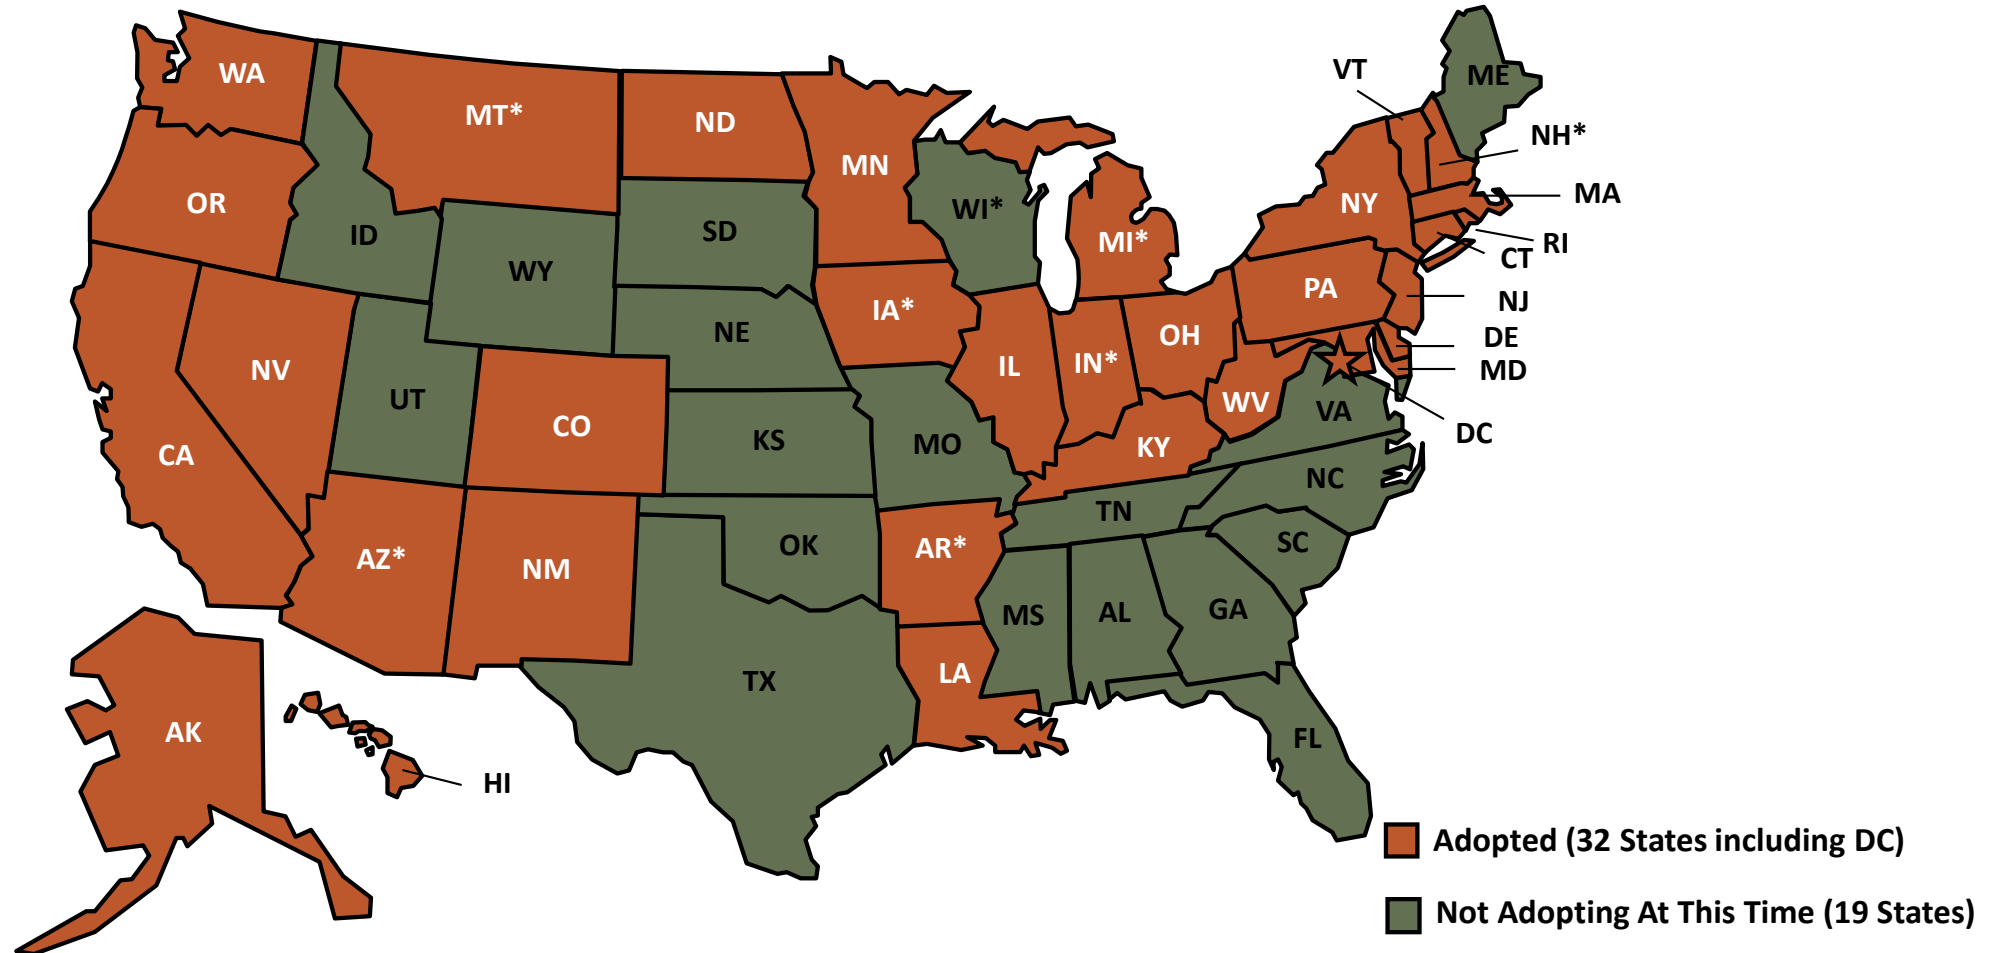 WA
MT*
ND
MN
VT
ME
NH*
OR
ID
SD
WI*
MI*
NY
MA
RI
CT
WY
IA*
PA
NJ
NE
OH
DE
MD
NV
UT
CO
IL
IN*
WV
VA
DC
CA
KS
MO
KY
NC
TN
AZ*
NM
OK
AR*
SC
MS
AL
GA
TX
LA
AK
FL
HI
Adopted (32 States including DC)
Not Adopting At This Time (19 States)